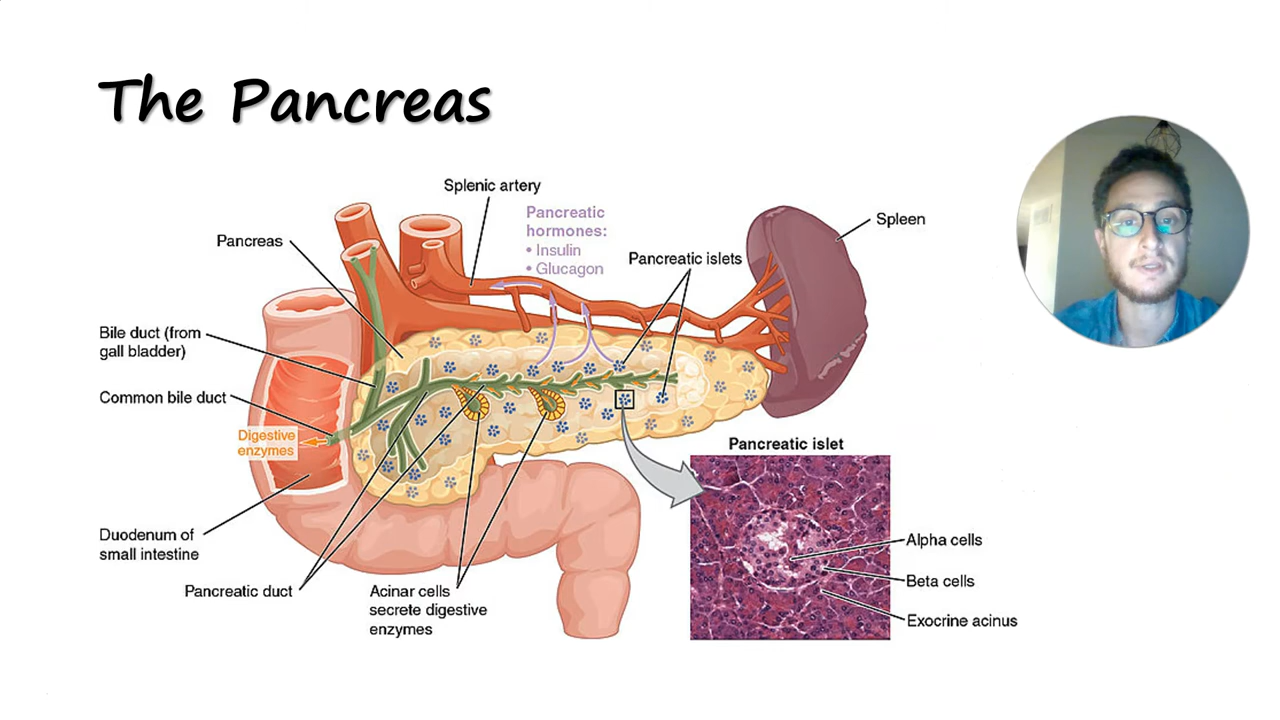 The Pancreas
Splenic artery
Pancreatic
hormones:
• Insulin
• Glucagon
Spleen
Pancreas
Pancreatic islets
Bile duct (from
gall bladder)
Common bile duct
Digestive
enzymes
Pancreatic islet
Duodenum of
small intestine
Alpha cells
Beta cells
Pancreatic duct
Acinar cells
secrete digestive
enzymes
Exocrine acinus